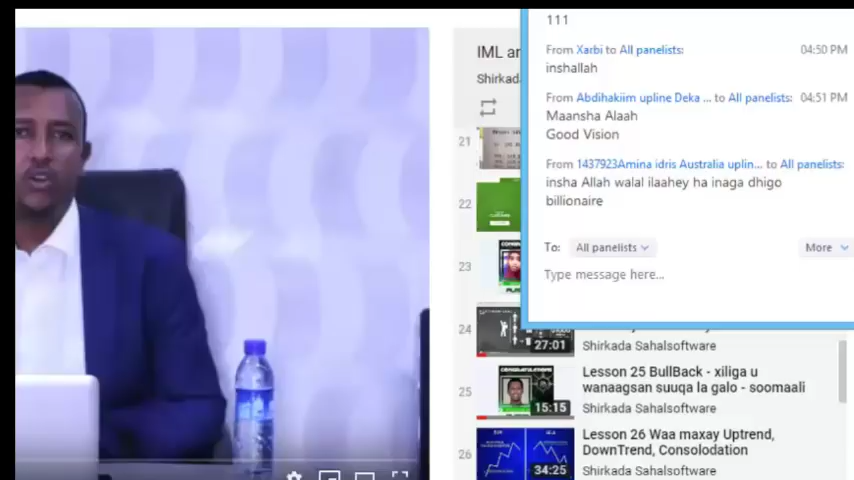 111
From Xarbi to All panelists: 04:50 PM
inshallah
From Abdihakiim upline Deka ... to All panelists: 04:51 PM
Maansha Alaah
Good Vision
From 1437923Amina idris Australia uplin... to All panelists:
insha Allah walal ilaahey ha inaga dhigo
billionaire
To: All panelists More
Type message here...
IML
Shirkada
21
22
23
24
27:01
Shirkada Sahalsoftware
25
15:15
Lesson 25 BullBack - xiliga u
wanaagsan suuqa la galo - soomaali
Shirkada Sahalsoftware
26
34:25
Lesson 26 Waa maxay Uptrend,
DownTrend, Consolodation
Shirkada Sahalsoftware